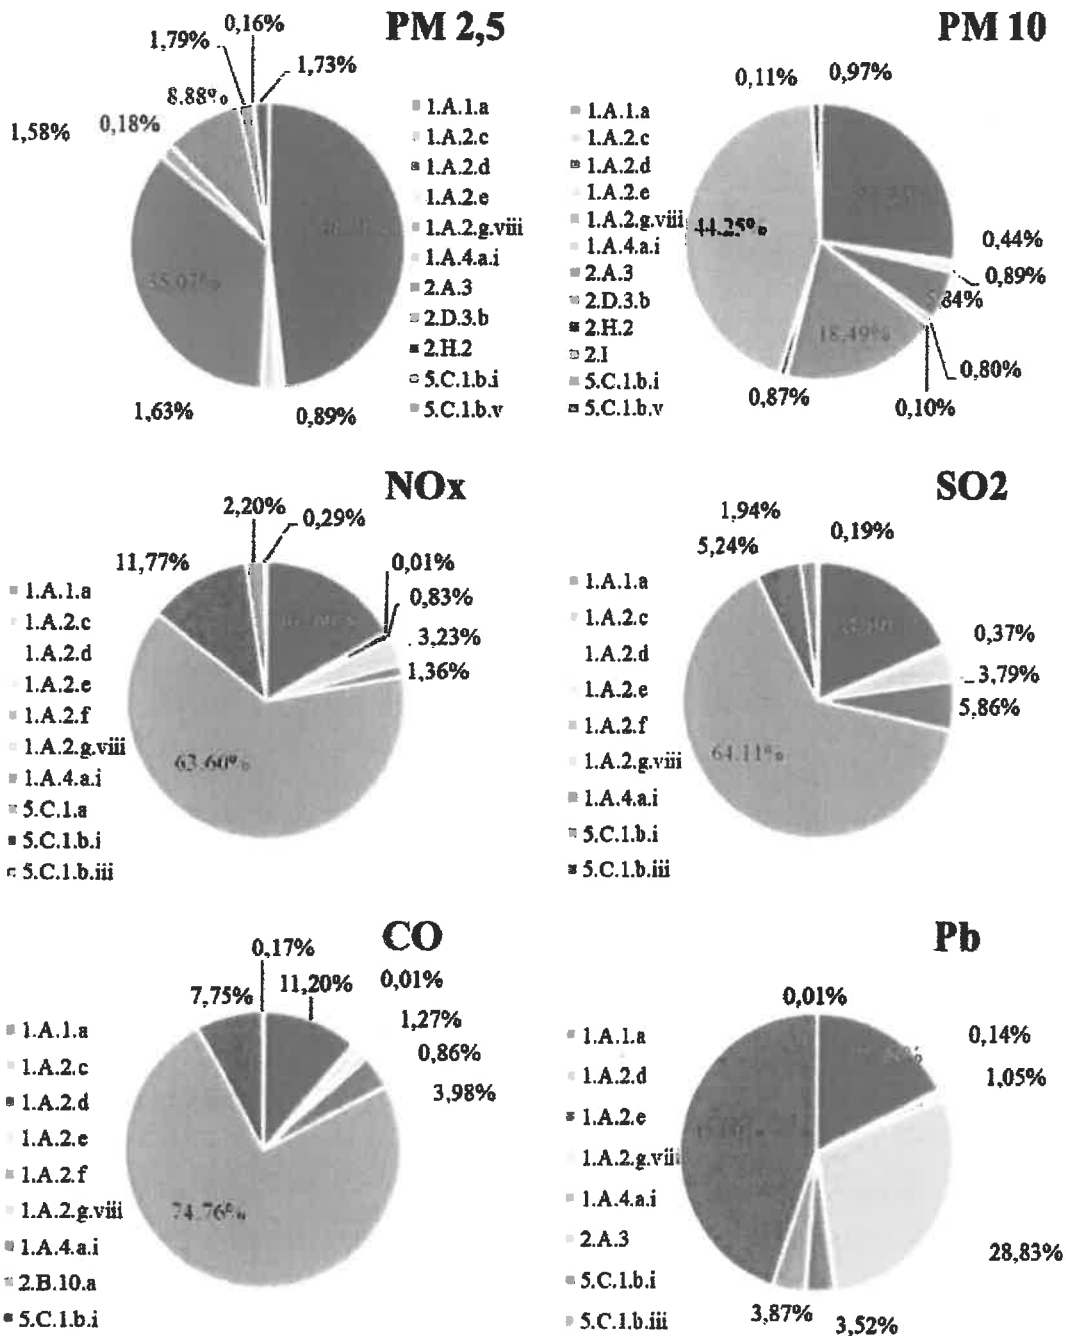 PM 2,5
0,16%
1,79%
1,73%
8.88%
0,18%
1,58%
35.07%
1,63%
0,89%
1.A.1.a
1.A.2.c
1.A.2.d
1.A.2.e
1.A.2.g.viii
1.A.4.a.i
2.A.3
2.D.3.b
2.H.2
5.C.1.b.i
5.C.1.b.v
PM 10
0,11%
0,97%
44.25%
0,44%
0,89%
5,84%
18,49%
0,80%
0,87%
0,10%
1.A.1.a
1.A.2.c
1.A.2.d
1.A.2.e
1.A.2.g.viii
1.A.4.a.i
2.A.3
2.D.3.b
2.H.2
2.I
5.C.1.b.i
5.C.1.b.v
NOx
2,20%
0,29%
11,77%
0,01%
0,83%
3,23%
1,36%
63.60%
1.A.1.a
1.A.2.c
1.A.2.d
1.A.2.e
1.A.2.f
1.A.2.g.viii
1.A.4.a.i
5.C.1.a
5.C.1.b.i
5.C.1.b.iii
SO2
1,94%
0,19%
5,24%
0,37%
3,79%
5,86%
64.11%
1.A.1.a
1.A.2.c
1.A.2.d
1.A.2.e
1.A.2.f
1.A.2.g.viii
1.A.4.a.i
5.C.1.b.i
5.C.1.b.iii
CO
0,17%
7,75%
11,20%
0,01%
1,27%
0,86%
3,98%
74.76%
1.A.1.a
1.A.2.c
1.A.2.d
1.A.2.e
1.A.2.f
1.A.2.g.viii
1.A.4.a.i
2.B.10.a
5.C.1.b.i
Pb
0,01%
0,14%
1,05%
28,83%
3,87%
3,52%
1.A.1.a
1.A.2.d
1.A.2.e
1.A.2.g.viii
1.A.4.a.i
2.A.3
5.C.1.b.i
5.C.1.b.iii